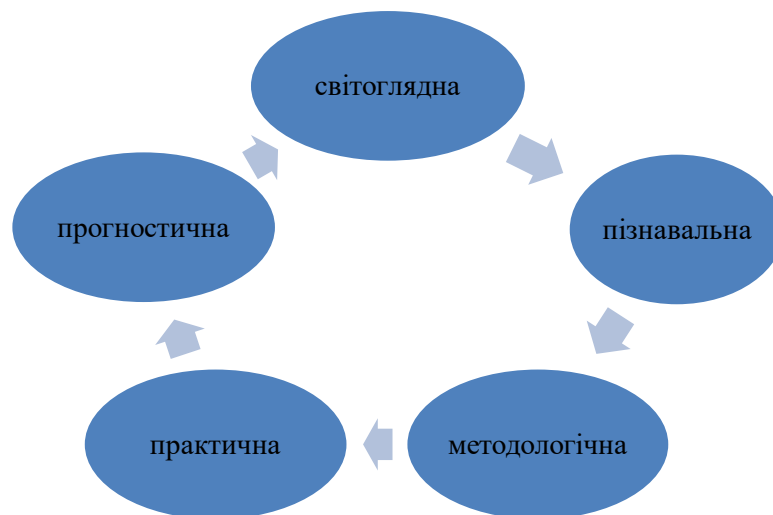 світоглядна
пізнавальна
методологічна
практична
прогностична